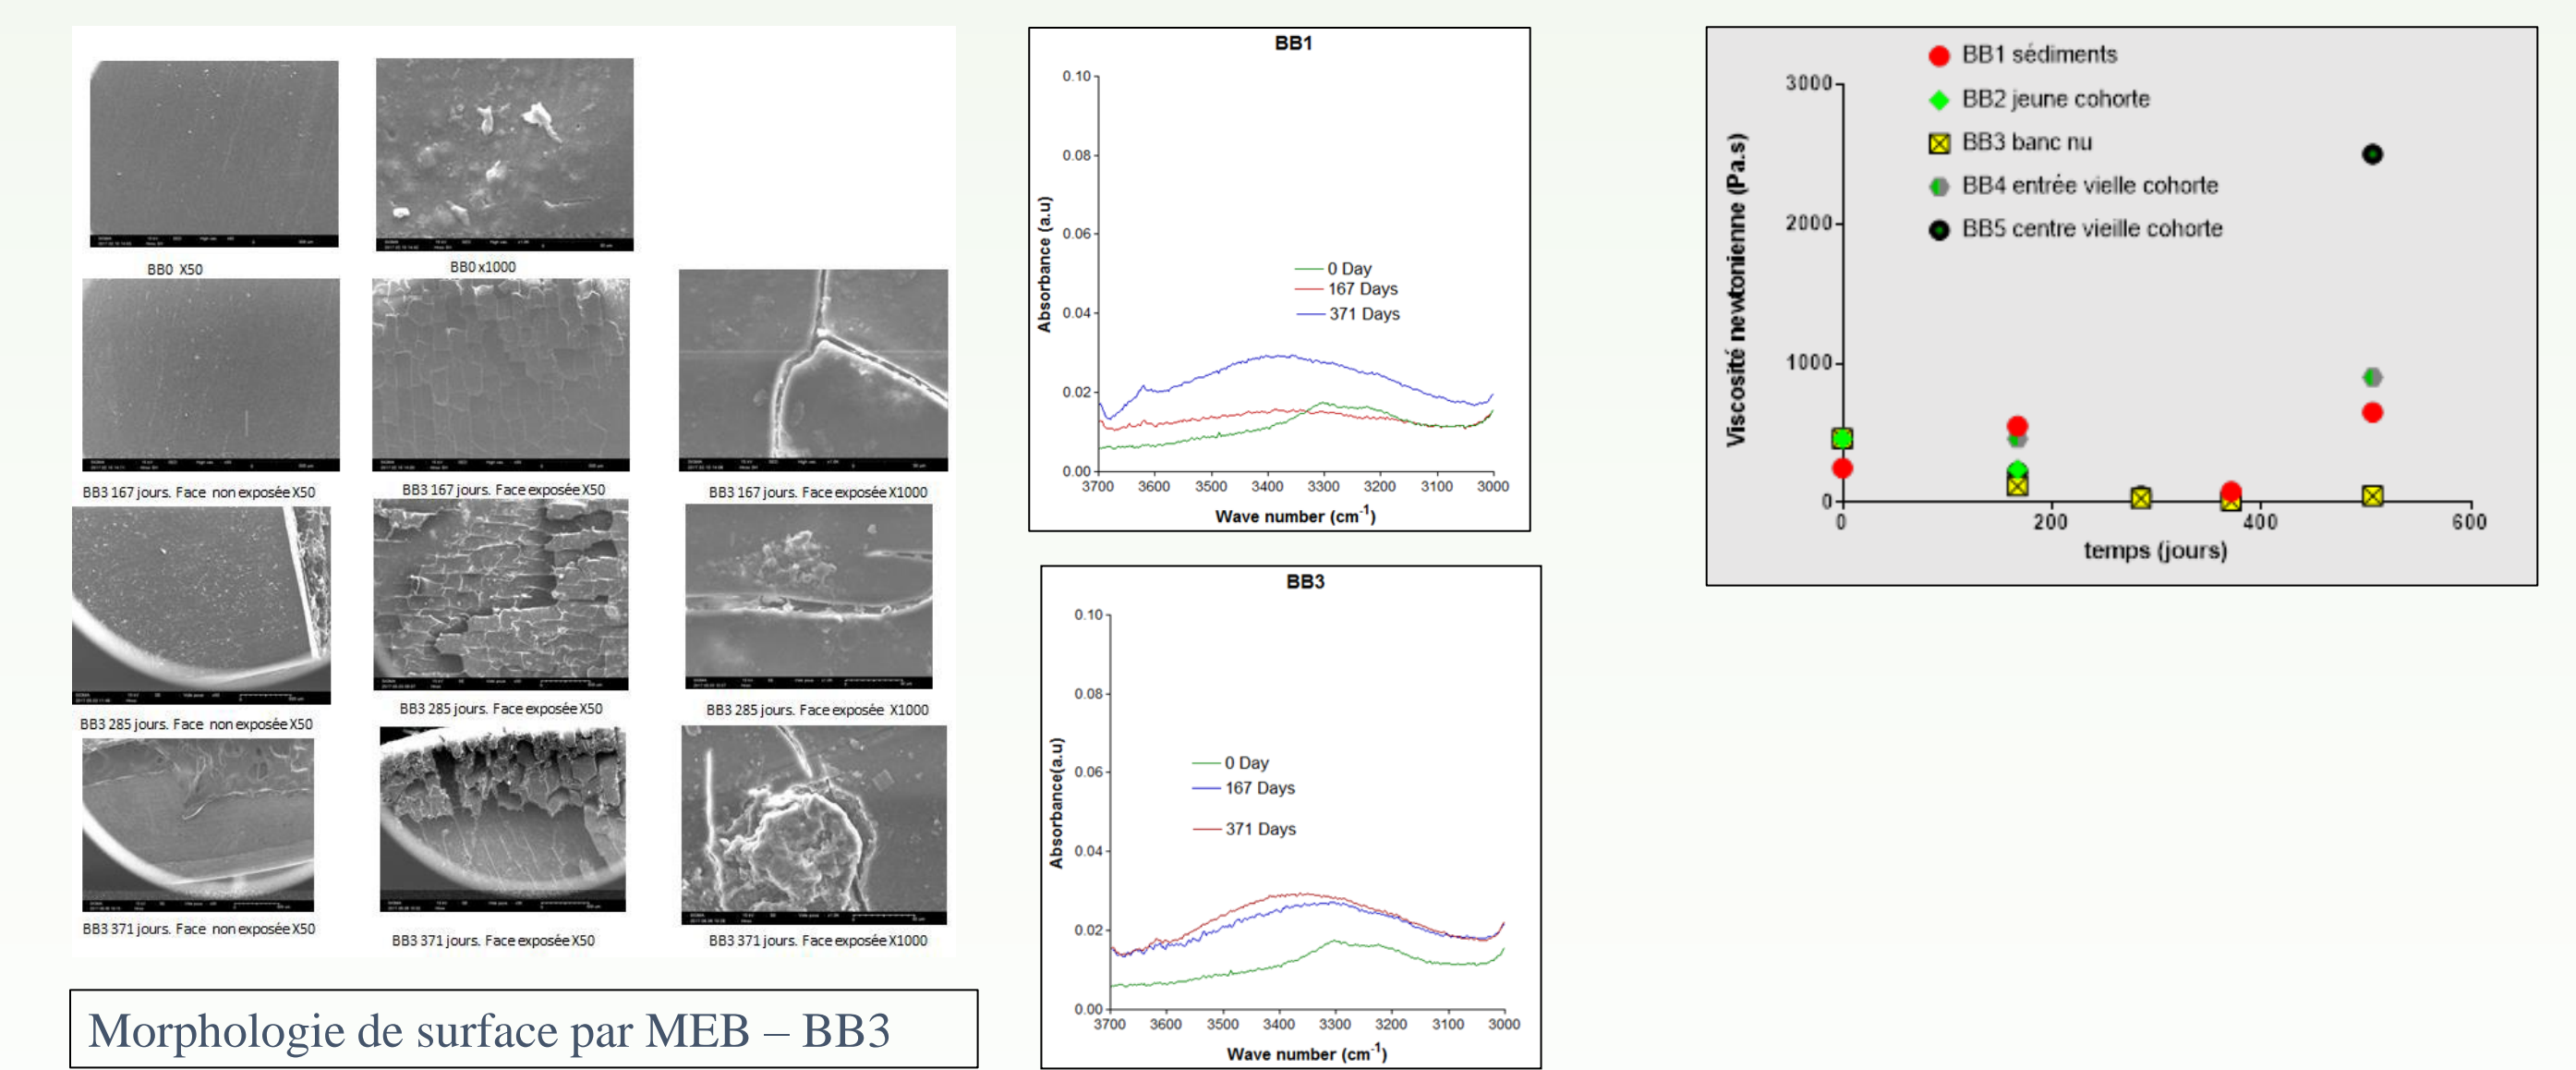 BB0 X50
BB0 x1000
BB3 167 jours. Face non exposée X50
BB3 167 jours. Face exposée X50
BB3 167 jours. Face exposée X1000
BB3 285 jours. Face non exposée X50
BB3 285 jours. Face exposée X50
BB3 285 jours. Face exposée X1000
BB3 371 jours. Face non exposée X50
BB3 371 jours. Face exposée X50
BB3 371 jours. Face exposée X1000
Morphologie de surface par MEB – BB3
BB1
Absorbance (a.u)
0.10
0.08
0.06
0.04
0.02
0.00
0 Day
167 Days
371 Days
3700 3600 3500 3400 3300 3200 3100 3000
Wave number (cm-1)
BB3
Absorbance(a.u)
0.10
0.08
0.06
0.04
0.02
0.00
0 Day
167 Days
371 Days
3700 3600 3500 3400 3300 3200 3100 3000
Wave number (cm-1)
BB1 sédiments
BB2 jeune cohorte
BB3 banc nu
BB4 entrée vielle cohorte
BB5 centre vieille cohorte
Viscosité newtonienne (Pa.s)
3000
2000
1000
0
0 200 400 600
temps (jours)